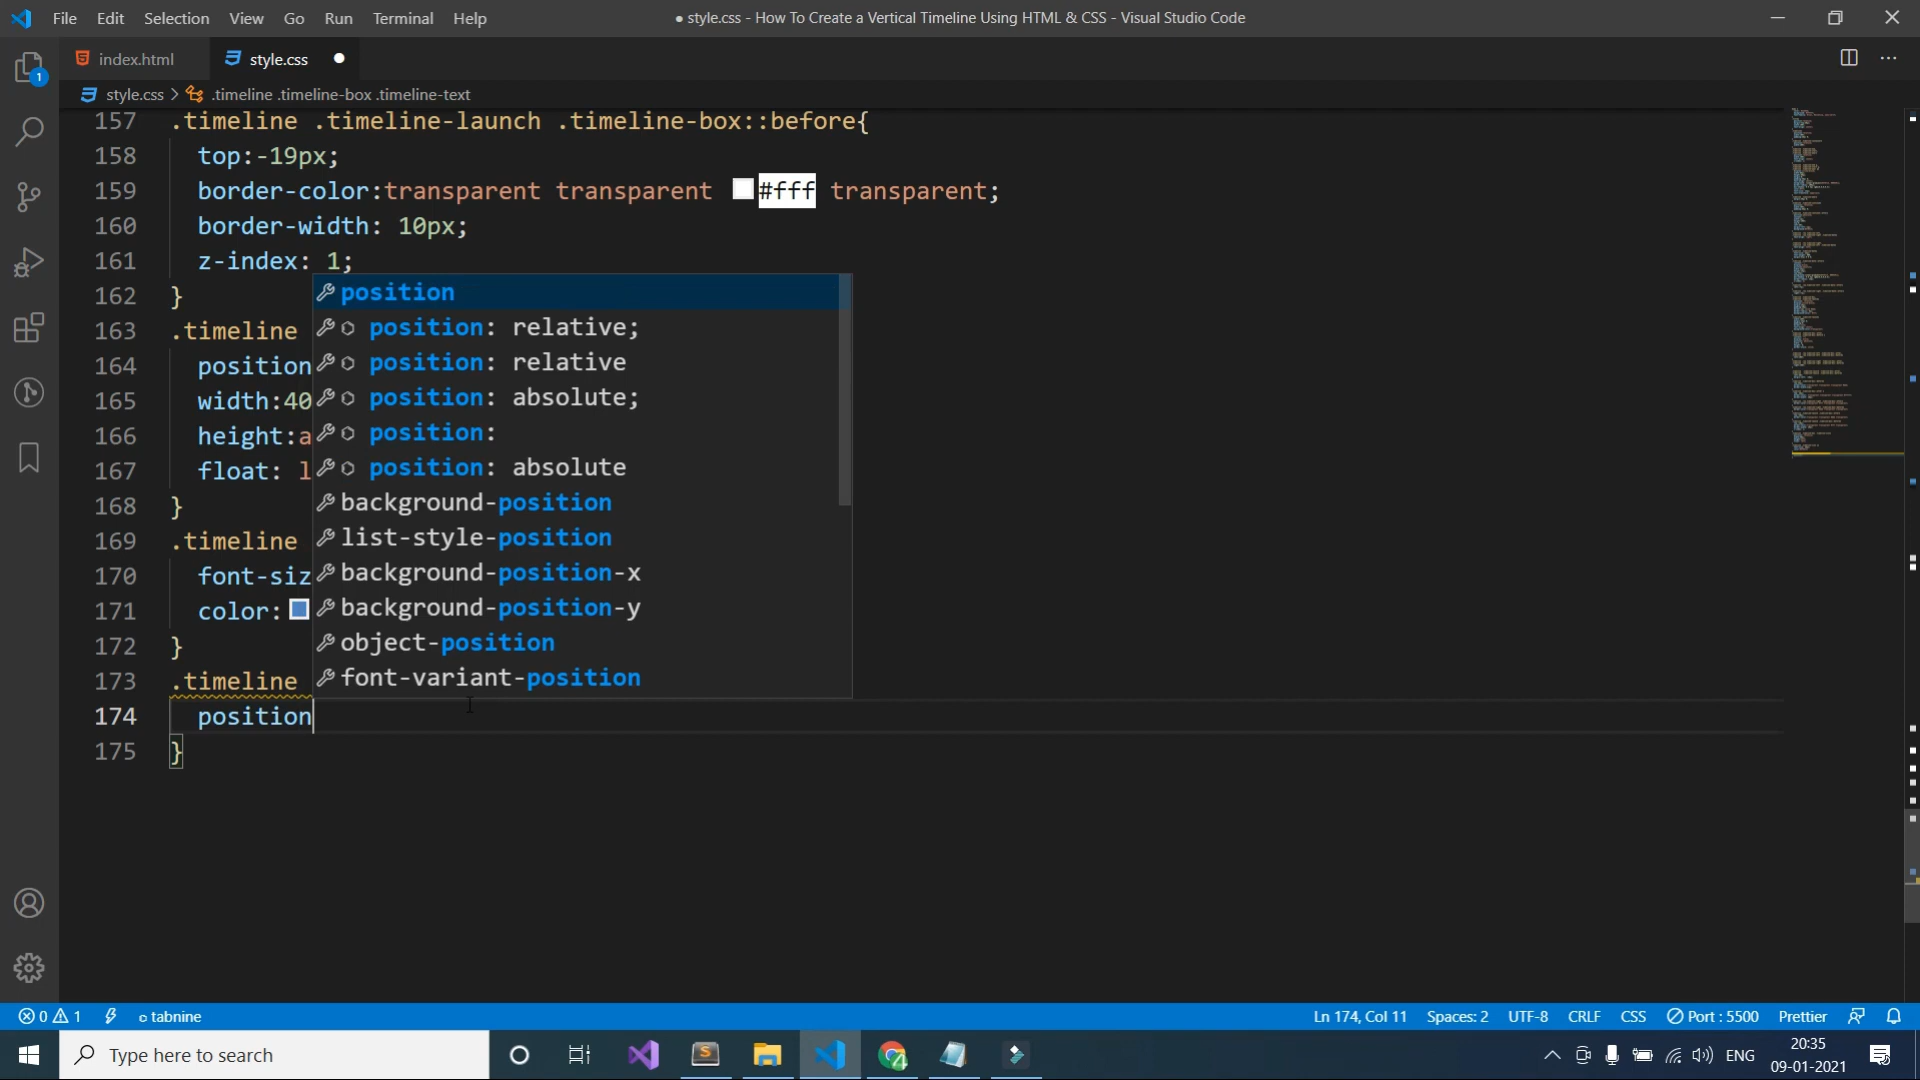 File Edit Selection View Go Run Terminal Help
● style.css - How To Create a Vertical Timeline Using HTML & CSS - Visual Studio Code
index.html
style.css ●
style.css > .timeline .timeline-box .timeline-text
157 .timeline .timeline-launch .timeline-box::before{
158 top:-19px;
159 border-color:transparent transparent #fff transparent;
160 border-width: 10px;
161 z-index: 1;
162 }
position
163 .timeline
position: relative;
164 position
position: relative
165 width:40
position: absolute;
166 height:a
position:
167 float: l
position: absolute
168 }
background-position
169 .timeline
list-style-position
170 font-siz
background-position-x
171 color:
background-position-y
172 }
object-position
173 .timeline
font-variant-position
174 position
175 }
1
0 1 tabnine
Ln 174, Col 11 Spaces: 2 UTF-8 CRLF CSS Port : 5500 Prettier
Type here to search
ENG
20:35
09-01-2021